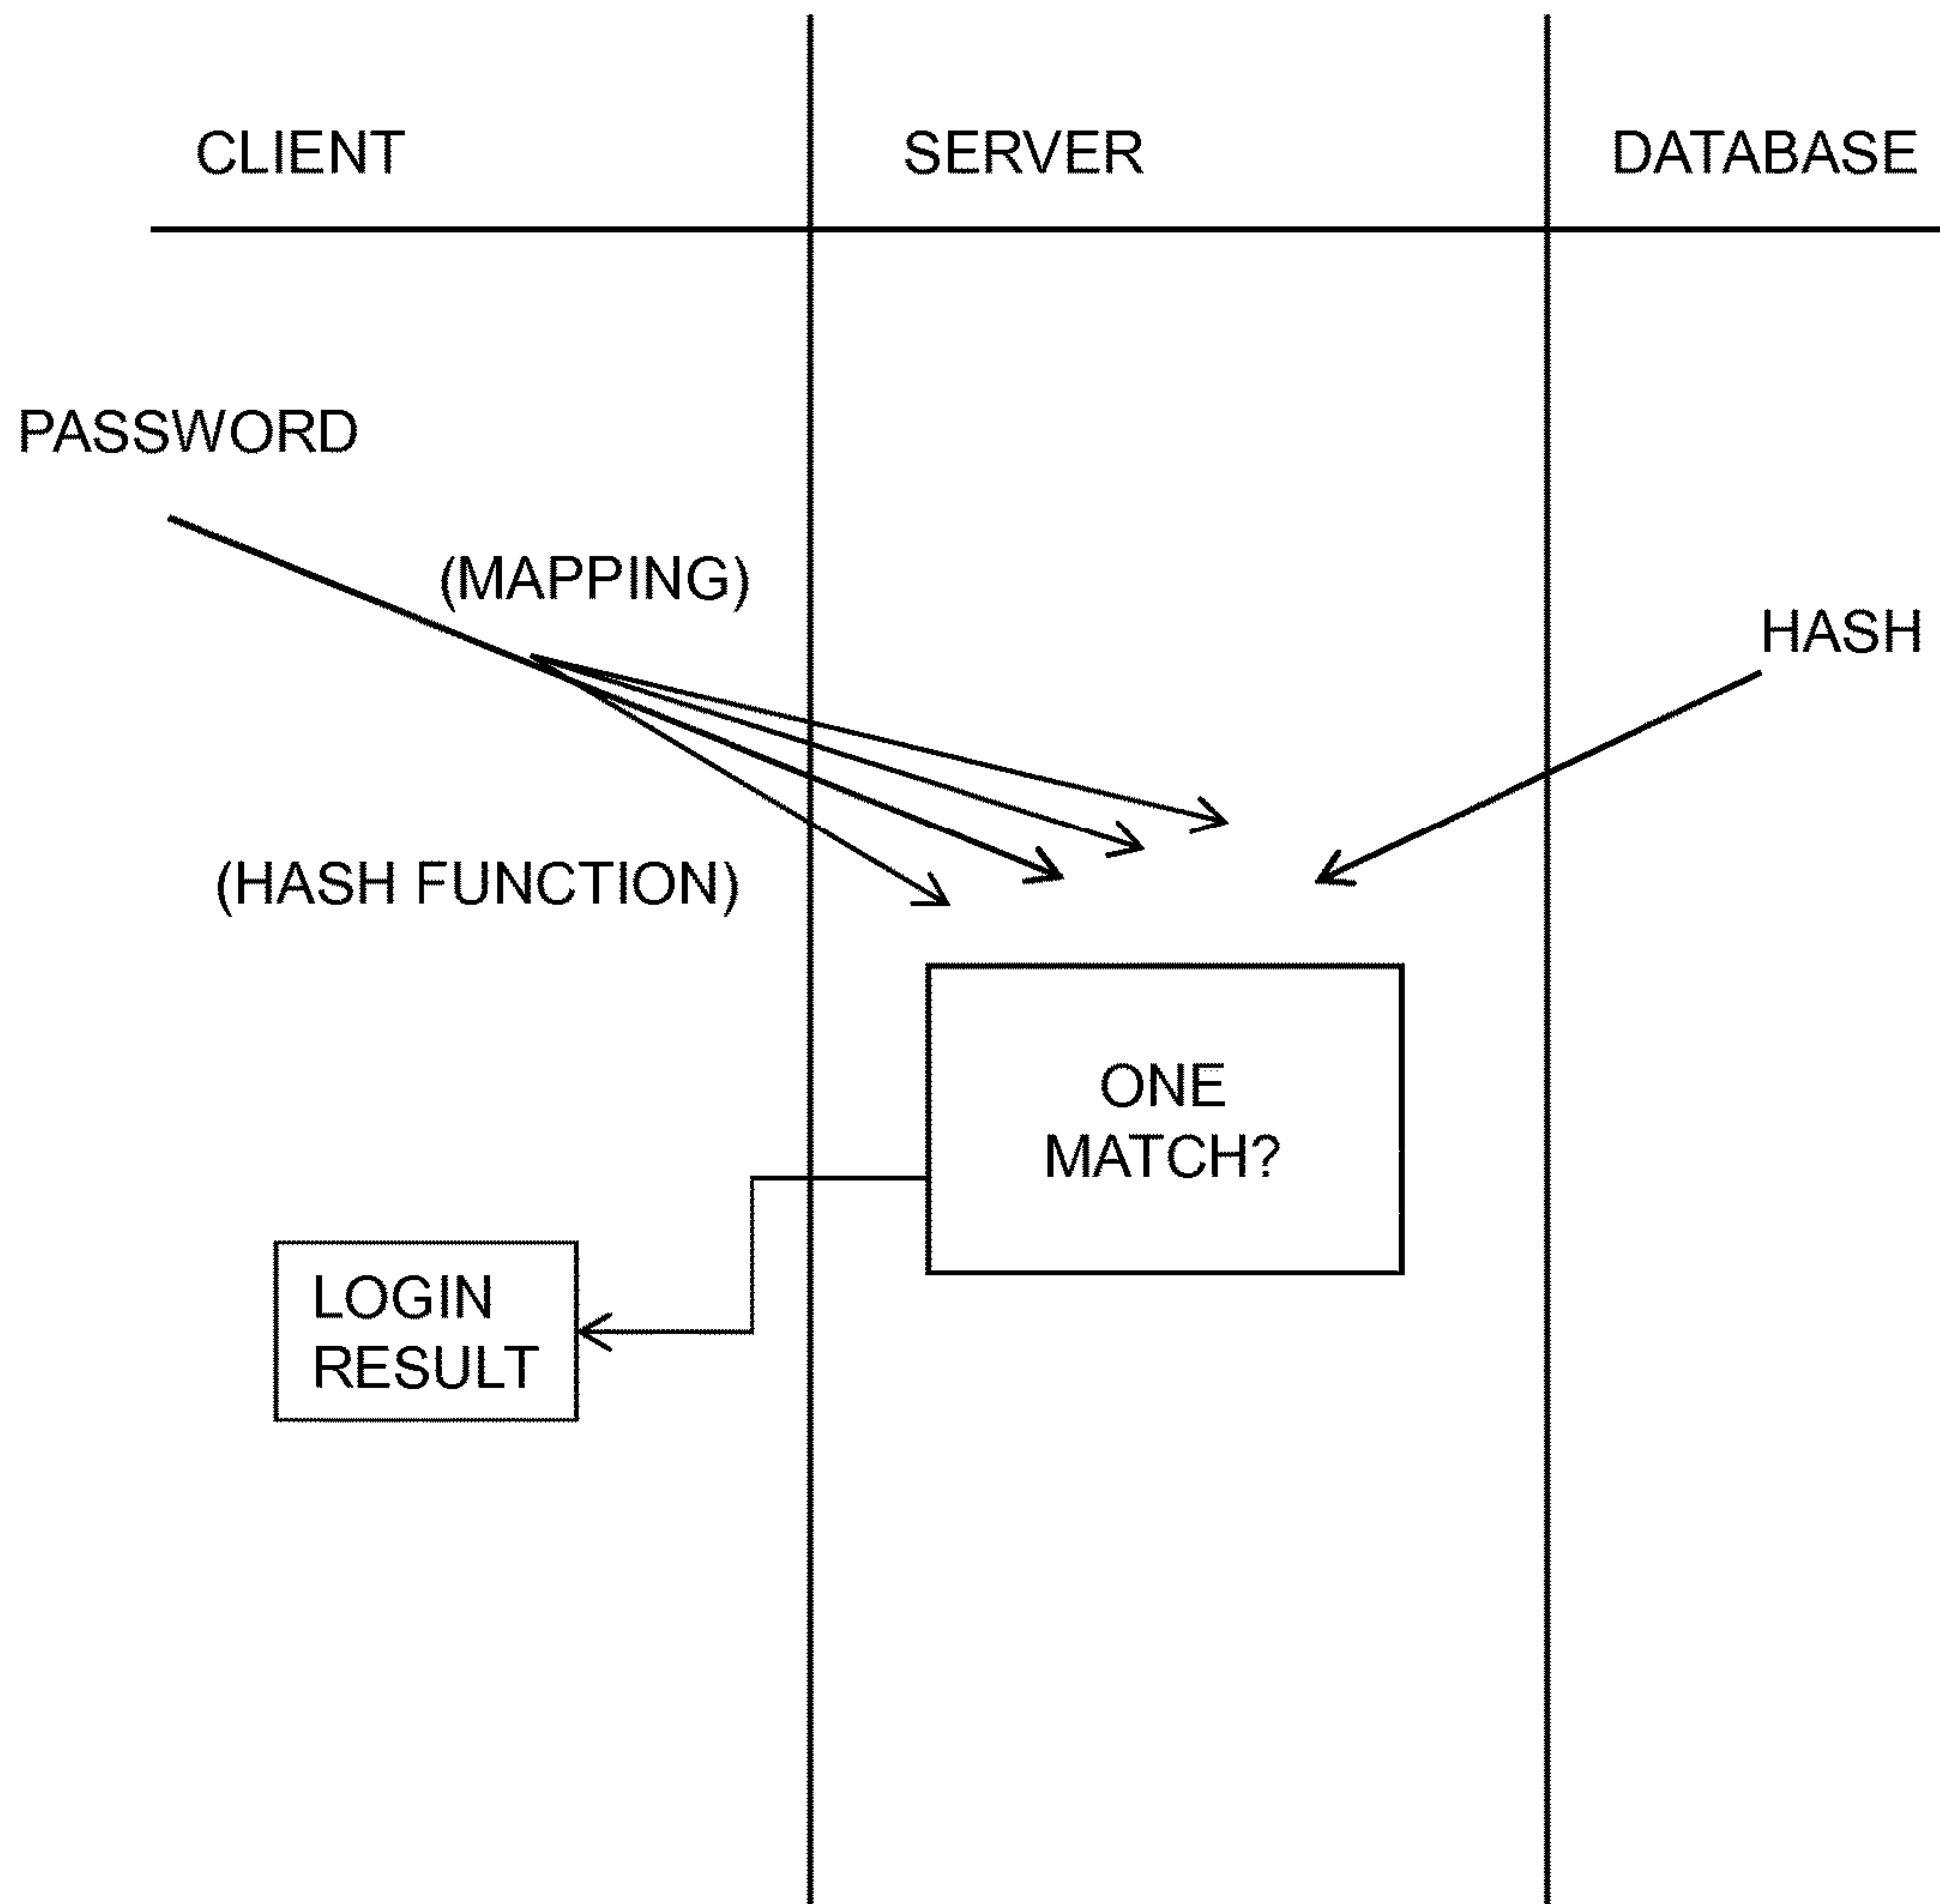 CLIENT
SERVER
DATABASE
PASSWORD
(MAPPING)
HASH
(HASH FUNCTION)
ONE
MATCH?
LOGIN
RESULT